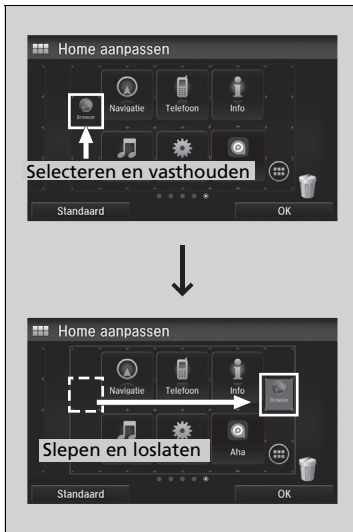 Home aanpassen
Browser
Navigatie
Telefoon
Info
Selecteren en vasthouden
Standaard
OK
Home aanpassen
Navigatie
Telefoon
Info
Browser
Slepen en loslaten
Aha
Standaard
OK